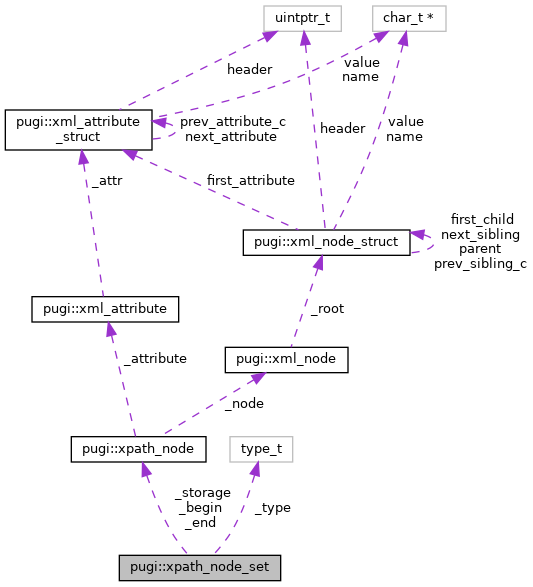 uintptr_t
char_t *
header
value
name
pugi::xml_attribute
_struct
prev_attribute_c
next_attribute
header
value
name
_attr
first_attribute
pugi::xml_node_struct
first_child
next_sibling
parent
prev_sibling_c
pugi::xml_attribute
_root
_attribute
pugi::xml_node
_node
pugi::xpath_node
type_t
_storage
_begin
_end
_type
pugi::xpath_node_set